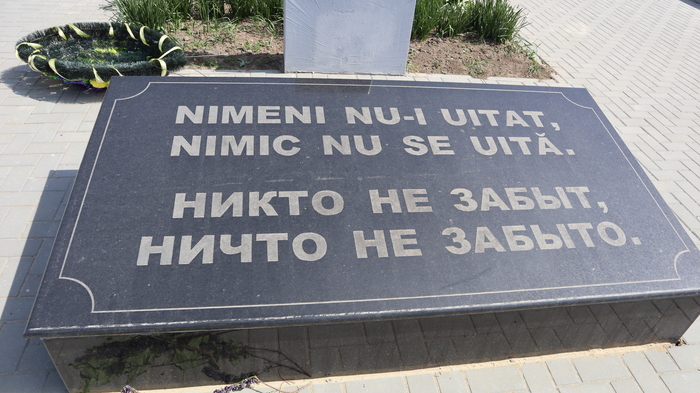 NIMENI NU-I UITAT,
NIMIC NU SE UITĂ.
НИКТО НЕ ЗАБЫТ,
НИЧТО НЕ ЗАБЫТО.